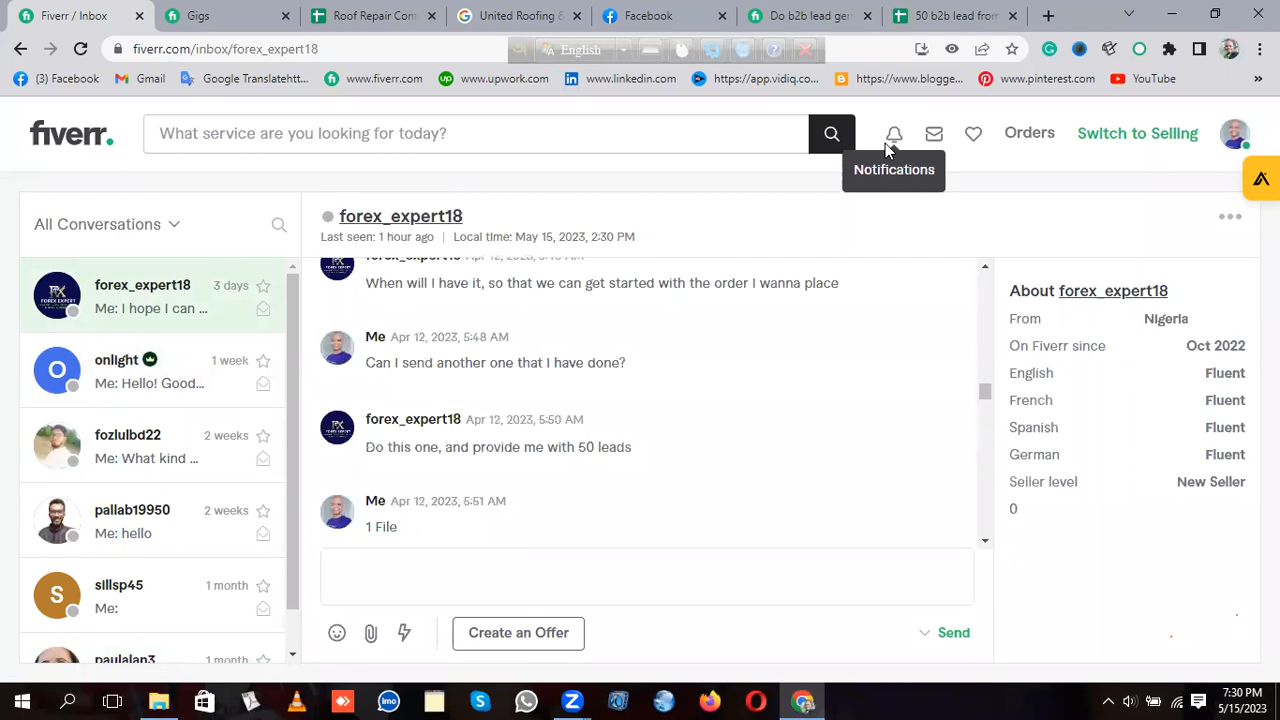 Fiverr / Inbox
Gigs
Roof Repair Con
United Roofing &
Facebook
Do b2b lead gen
50 b2b lead from
fiverr.com/inbox/forex_expert18
English
(3) Facebook
Gmail
Google Translatehtt...
www.fiverr.com
www.upwork.com
www.linkedin.com
https://app.vidiq.co...
https://www.blogge...
www.pinterest.com
YouTube
fiverr.
What service are you looking for today?
Orders
Switch to Selling
Notifications
All Conversations
forex_expert18
Last seen: 1 hour ago | Local time: May 15, 2023, 2:30 PM
forex_expert18 3 days
Me: I hope I can ...
onlight 1 week
Me: Hello! Good...
fozlulbd22 2 weeks
Me: What kind ...
pallab19950 2 weeks
Me: hello
sillsp45 1 month
Me:
paulalan3 1 month
When will I have it, so that we can get started with the order I wanna place
Me Apr 12, 2023, 5:48 AM
Can I send another one that I have done?
forex_expert18 Apr 12, 2023, 5:50 AM
Do this one, and provide me with 50 leads
Me Apr 12, 2023, 5:51 AM
1 File
Create an Offer
Send
About forex_expert18
From Nigeria
On Fiverr since Oct 2022
English Fluent
French Fluent
Spanish Fluent
German Fluent
Seller level New Seller
0
7:30 PM
5/15/2023